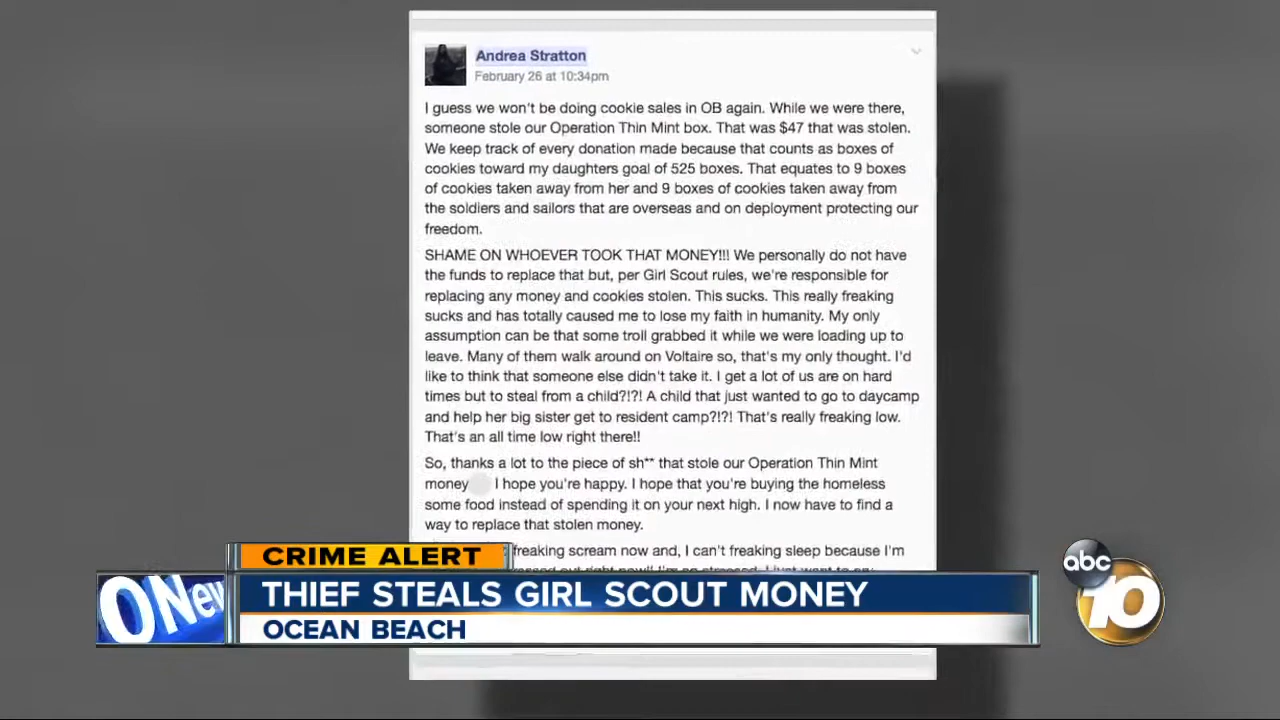 Andrea Stratton
February 26 at 10:34pm
I guess we won't be doing cookie sales in OB again. While we were there,
someone stole our Operation Thin Mint box. That was $47 that was stolen.
We keep track of every donation made because that counts as boxes of
cookies toward my daughters goal of 525 boxes. That equates to 9 boxes
of cookies taken away from her and 9 boxes of cookies taken away from
the soldiers and sailors that are overseas and on deployment protecting our
freedom.
SHAME ON WHOEVER TOOK THAT MONEY!!! We personally do not have
the funds to replace that but, per Girl Scout rules, we're responsible for
replacing any money and cookies stolen. This sucks. This really freaking
sucks and has totally caused me to lose my faith in humanity. My only
assumption can be that some troll grabbed it while we were loading up to
leave. Many of them walk around on Voltaire so, that's my only thought. I'd
like to think that someone else didn't take it. I get a lot of us are on hard
times but to steal from a child?!?! A child that just wanted to go to daycamp
and help her big sister get to resident camp?!?! That's really freaking low.
That's an all time low right there!!
So, thanks a lot to the piece of sh** that stole our Operation Thin Mint
money I hope you're happy. I hope that you're buying the homeless
some food instead of spending it on your next high. I now have to find a
way to replace that stolen money.
freaking scream now and, I can't freaking sleep because I'm
CRIME ALERT
THIEF STEALS GIRL SCOUT MONEY
OCEAN BEACH
ONew
abc
10